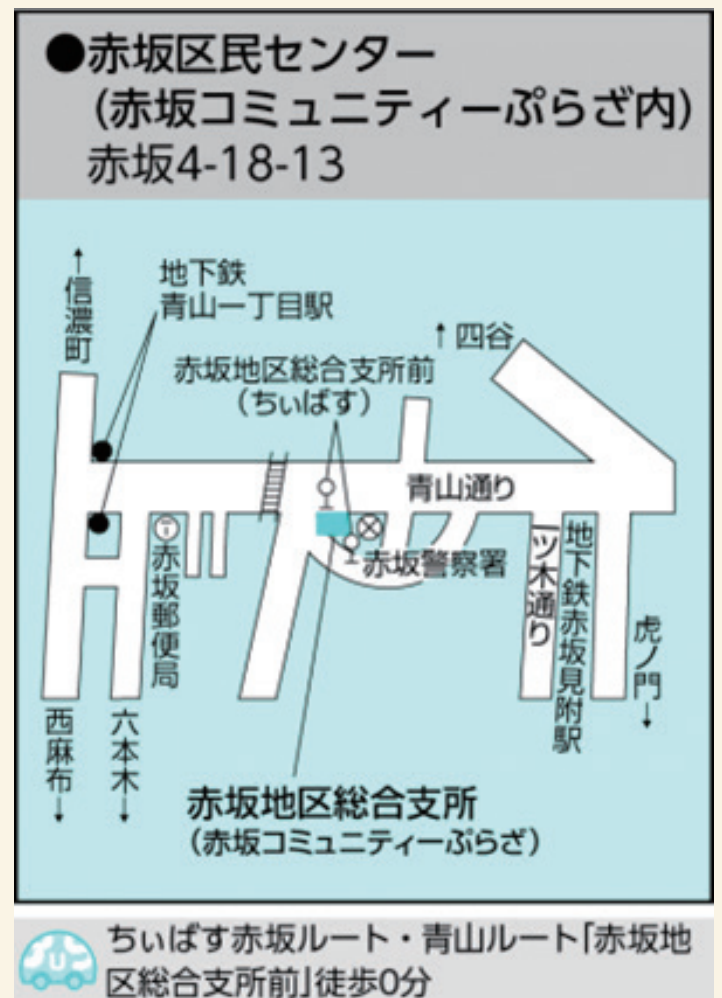 ●赤坂区民センター
(赤坂コミュニティーぷらざ内)
赤坂4-18-13
↑信濃町
地下鉄
青山一丁目駅
↑四谷
赤坂地区総合支所前
(ちぃばす)
青山通り
赤坂郵便局
赤坂警察署
一ツ木通り
地下鉄赤坂見附駅
虎ノ門→
西麻布→
六本木→
赤坂地区総合支所
(赤坂コミュニティーぷらざ)
ちぃばす赤坂ルート・青山ルート「赤坂地
区総合支所前」徒歩0分